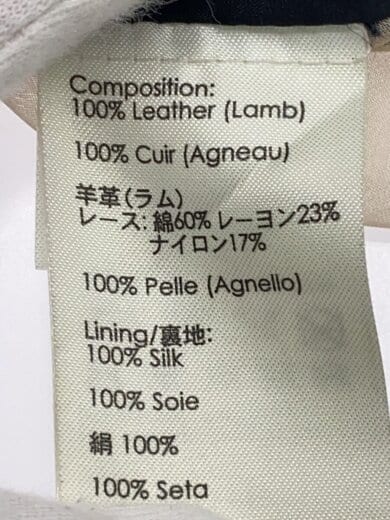 Composition:
100% Leather (Lamb)
100% Cuir (Agneau)
羊革(ラム)
レース: 綿60% レーヨン23%
ナイロン17%
100% Pelle (Agnello)
Lining/裏地:
100% Silk
100% Soie
絹 100%
100% Seta